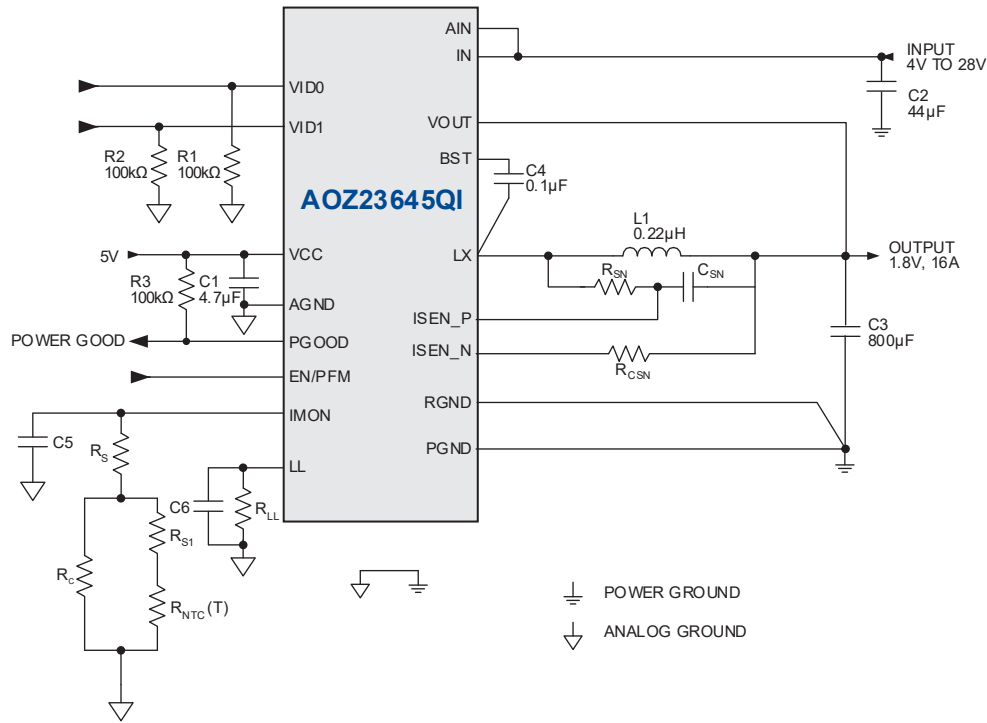 AIN
IN
INPUT
4V TO 28V
C2
44µF
VID0
VID1
VOUT
BST
C4
0.1µF
R2
100kΩ
R1
100kΩ
AOZ23645QI
L1
0.22µH
5V
VCC
LX
OUTPUT
1.8V, 16A
R3
100kΩ
C1
4.7µF
RSN
CSN
AGND
ISEN_P
POWER GOOD
PGOOD
ISEN_N
RCSN
C3
800µF
EN/PFM
RGND
IMON
C5
RS
PGND
LL
C6
RLL
RS1
RC
RNTC(T)
POWER GROUND
ANALOG GROUND